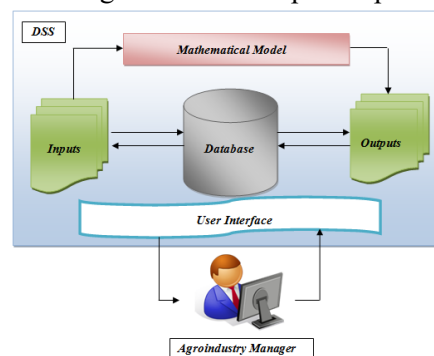 DSS
Mathematical Model
Inputs
Database
Outputs
User Interface
Agroindustry Manager